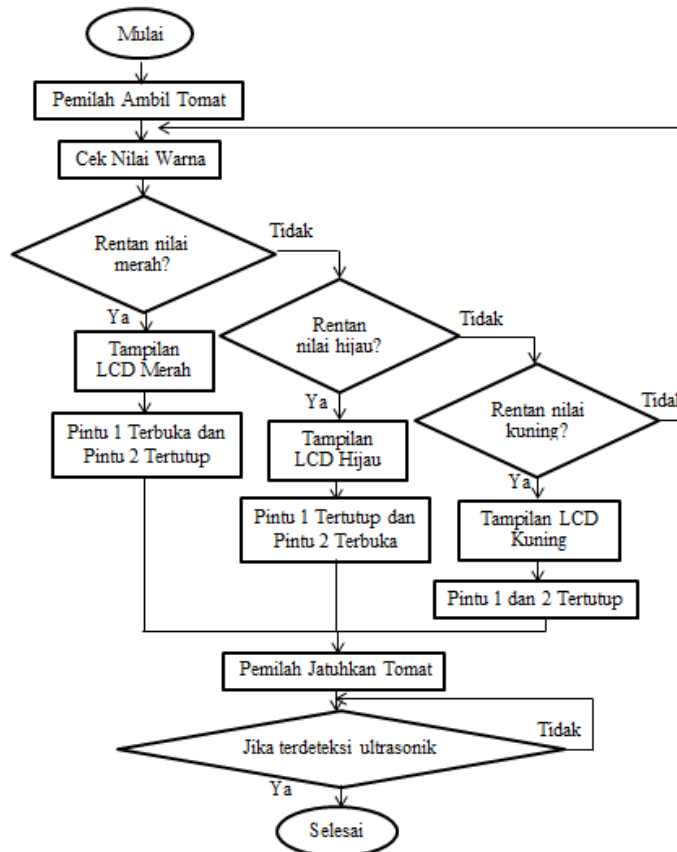 Mulai
Pemilah Ambil Tomat
Cek Nilai Warna
Rentan nilai
merah?
Tidak
Ya
Tampilan
LCD Merah
Pintu 1 Terbuka dan
Pintu 2 Tertutup
Rentan
nilai hijau?
Tidak
Ya
Tampilan
LCD Hijau
Pintu 1 Tertutup dan
Pintu 2 Terbuka
Rentan nilai
kuning?
Tidak
Ya
Tampilan LCD
Kuning
Pintu 1 dan 2 Tertutup
Pemilah Jatuhkan Tomat
Jika terdeteksi ultrasonik
Tidak
Ya
Selesai